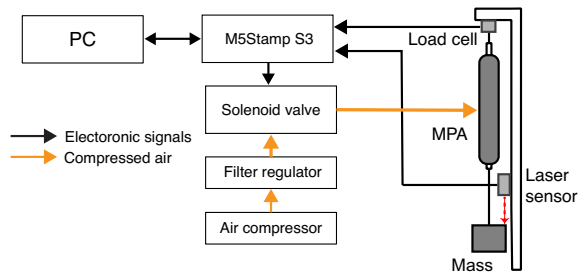 PC
M5Stamp S3
Load cell
Solenoid valve
MPA
Electoronic signals
Compressed air
Filter regulator
Laser
sensor
Air compressor
Mass